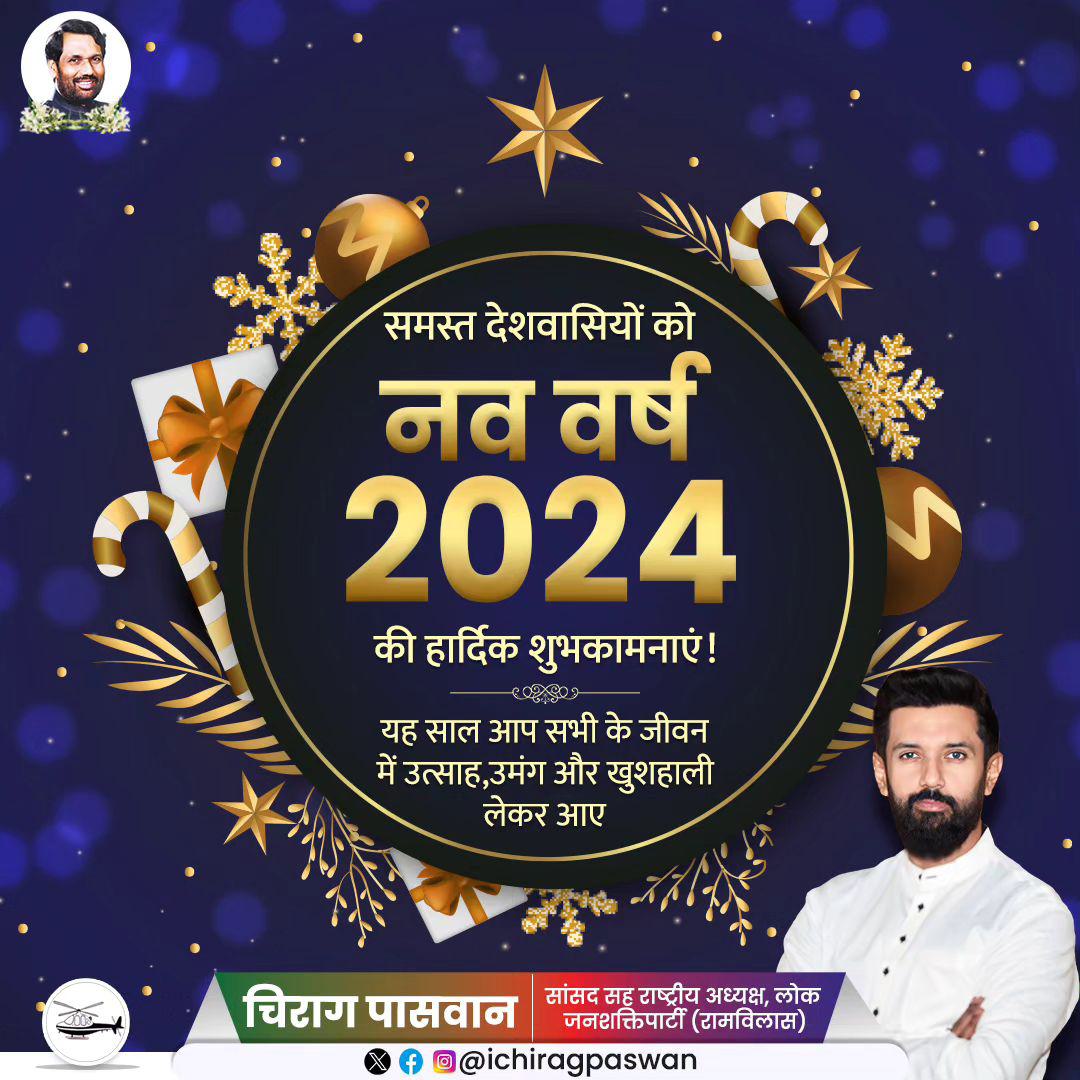 समस्त देशवासियों को
नव वर्ष
2024
की हार्दिक शुभकामनाएं!
यह साल आप सभी के जीवन
में उत्साह,उमंग और खुशहाली
लेकर आए
चिराग पासवान
सांसद सह राष्ट्रीय अध्यक्ष, लोक
जनशक्तिपार्टी (रामविलास)
@ichiragpaswan